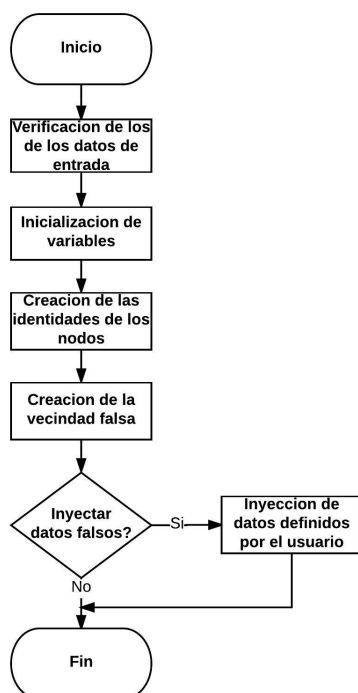 Inicio
Verificacion de los
de los datos de
entrada
Inicializacion de
variables
Creacion de las
identidades de los
nodos
Creacion de la
vecindad falsa
Inyectar
datos falsos?
Si
Inyeccion de
datos definidos
por el usuario
No
Fin